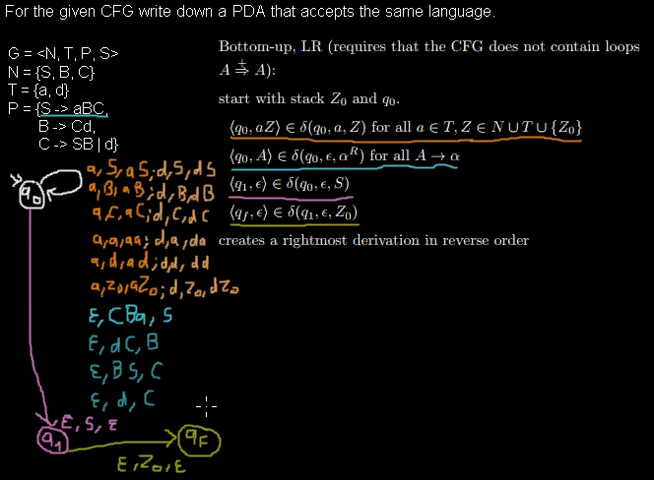 For the given CFG write down a PDA that accepts the same language.
G = <N, T, P, S>
N = {S, B, C}
T = {a, d}
P = {S -> aBC,
B -> Cd,
C -> SB | d}
Bottom-up, LR (requires that the CFG does not contain loops
A ⇒⁺ A):
start with stack Z₀ and q₀.
⟨q₀, aZ⟩ ∈ δ(q₀, a, Z) for all a ∈ T, Z ∈ N ∪ T ∪ {Z₀}
⟨q₀, A⟩ ∈ δ(q₀, ϵ, αᴿ) for all A → α
⟨q₁, ϵ⟩ ∈ δ(q₀, ϵ, S)
⟨q_f, ϵ⟩ ∈ δ(q₁, ϵ, Z₀)
creates a rightmost derivation in reverse order
q₀
a, S, aS; d, S, dS
a, B, aB; d, B, dB
a, C, aC; d, C, dC
a, a, aa; d, a, da
a, d, ad; d, d, dd
a, Z₀, aZ₀; d, Z₀, dZ₀
ε, CBa, S
ε, dC, B
ε, BS, C
ε, d, C
ε, S, ε
q₁
q_F
ε, Z₀, ε